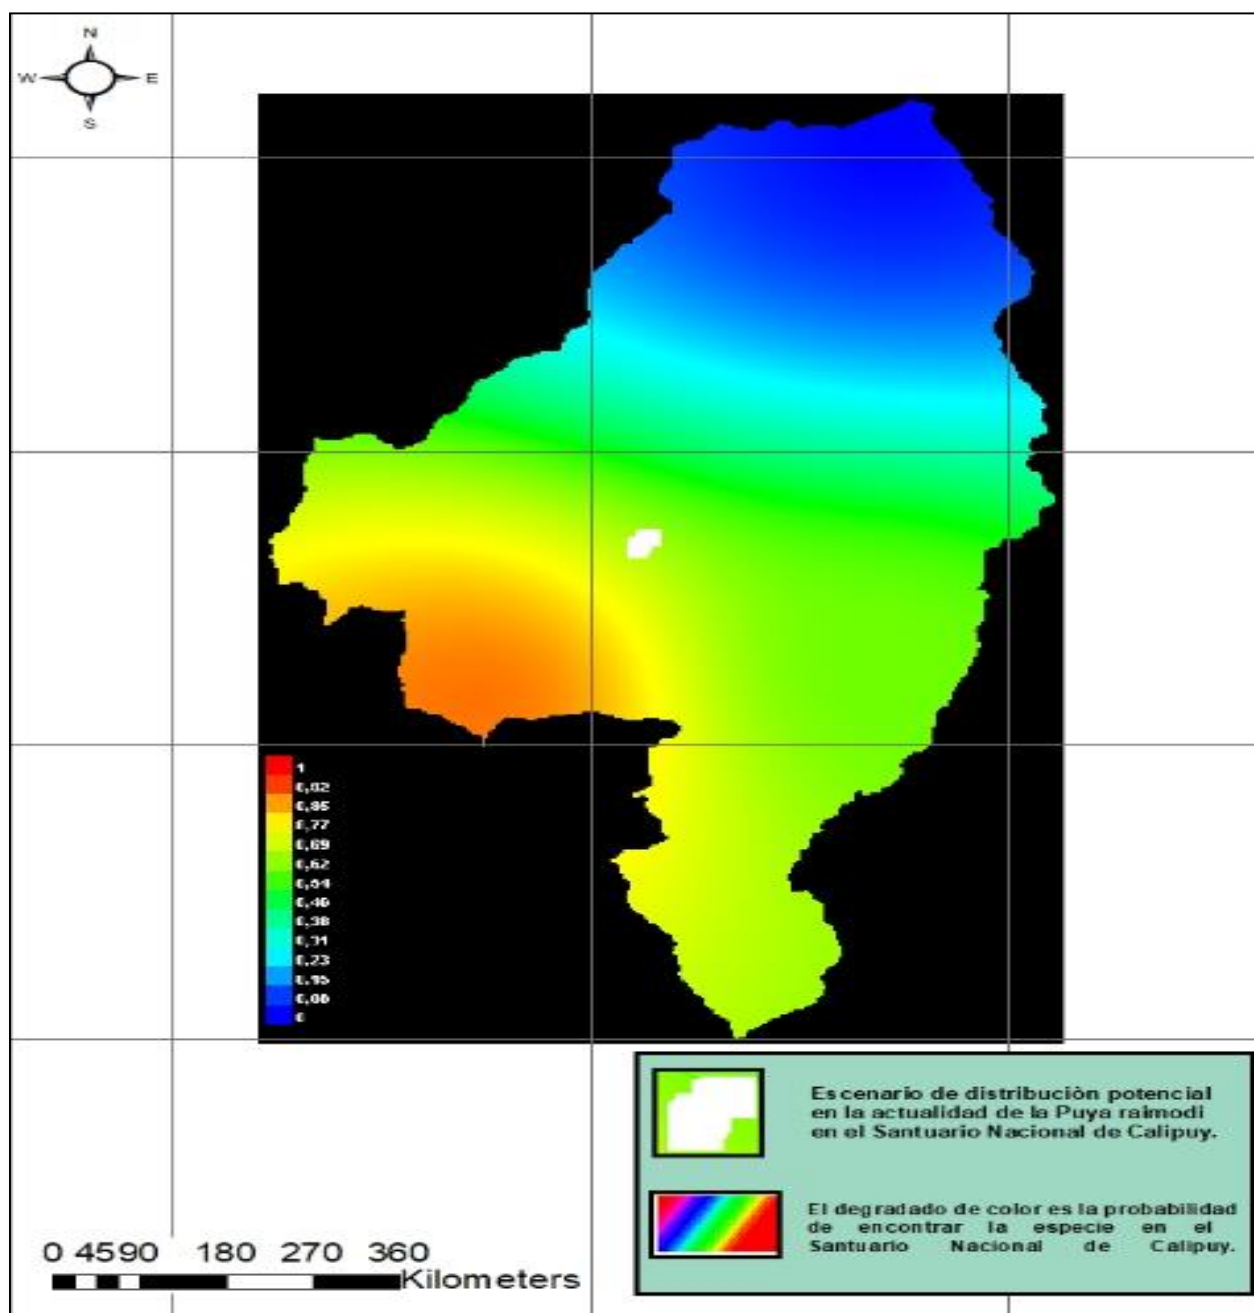 N
W E
S
1
0,92
0,85
0,77
0,69
0,62
0,54
0,46
0,38
0,31
0,23
0,15
0,08
0
Escenario de distribuciòn potencial
en la actualidad de la Puya raimodi
en el Santuario Nacional de Calipuy.
El degradado de color es la probabilidad
de encontrar la especie en el
Santuario Nacional de Calipuy.
0 45 90 180 270 360
Kilometers